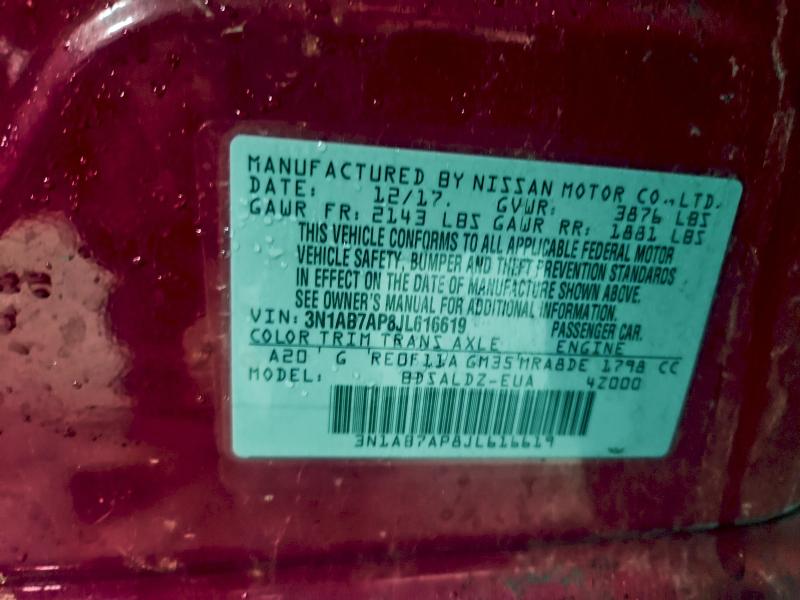 MANUFACTURED BY NISSAN MOTOR CO., LTD.
DATE: 12/17. GVWR: 3876 LBS
GAWR FR: 2143 LBS GAWR RR: 1881 LBS
THIS VEHICLE CONFORMS TO ALL APPLICABLE FEDERAL MOTOR
VEHICLE SAFETY, BUMPER AND THEFT PREVENTION STANDARDS
IN EFFECT ON THE DATE OF MANUFACTURE SHOWN ABOVE.
SEE OWNER'S MANUAL FOR ADDITIONAL INFORMATION.
VIN: 3N1AB7AP8JL616619 PASSENGER CAR.
COLOR TRIM TRANS AXLE ENGINE
A20 G RE0F11A GM35 MRA8DE 1798 CC
MODEL: BDSALDZ-EUA 42000
3N1AB7AP8JL616619